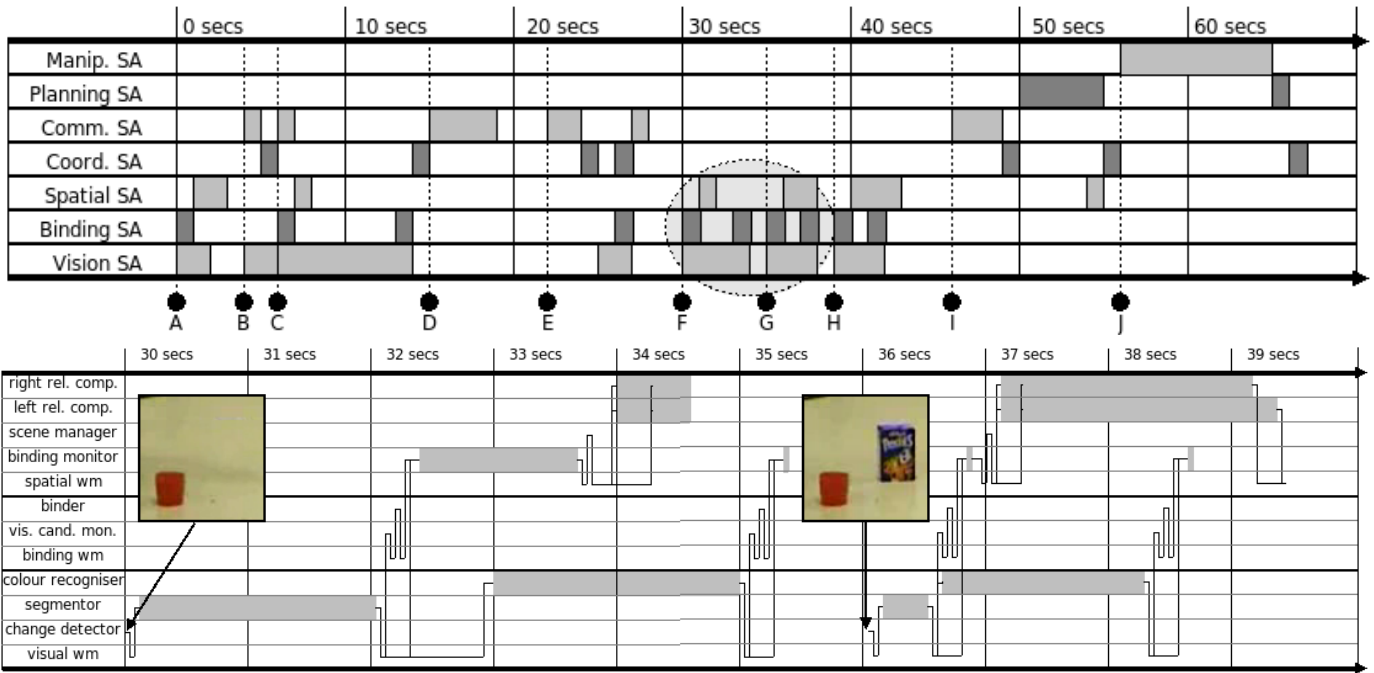 0 secs 10 secs 20 secs 30 secs 40 secs 50 secs 60 secs
Manip. SA
Planning SA
Comm. SA
Coord. SA
Spatial SA
Binding SA
Vision SA
A B C D E F G H I J
30 secs 31 secs 32 secs 33 secs 34 secs 35 secs 36 secs 37 secs 38 secs 39 secs
right rel. comp.
left rel. comp.
scene manager
binding monitor
spatial wm
binder
vis. cand. mon.
binding wm
colour recogniser
segmentor
change detector
visual wm